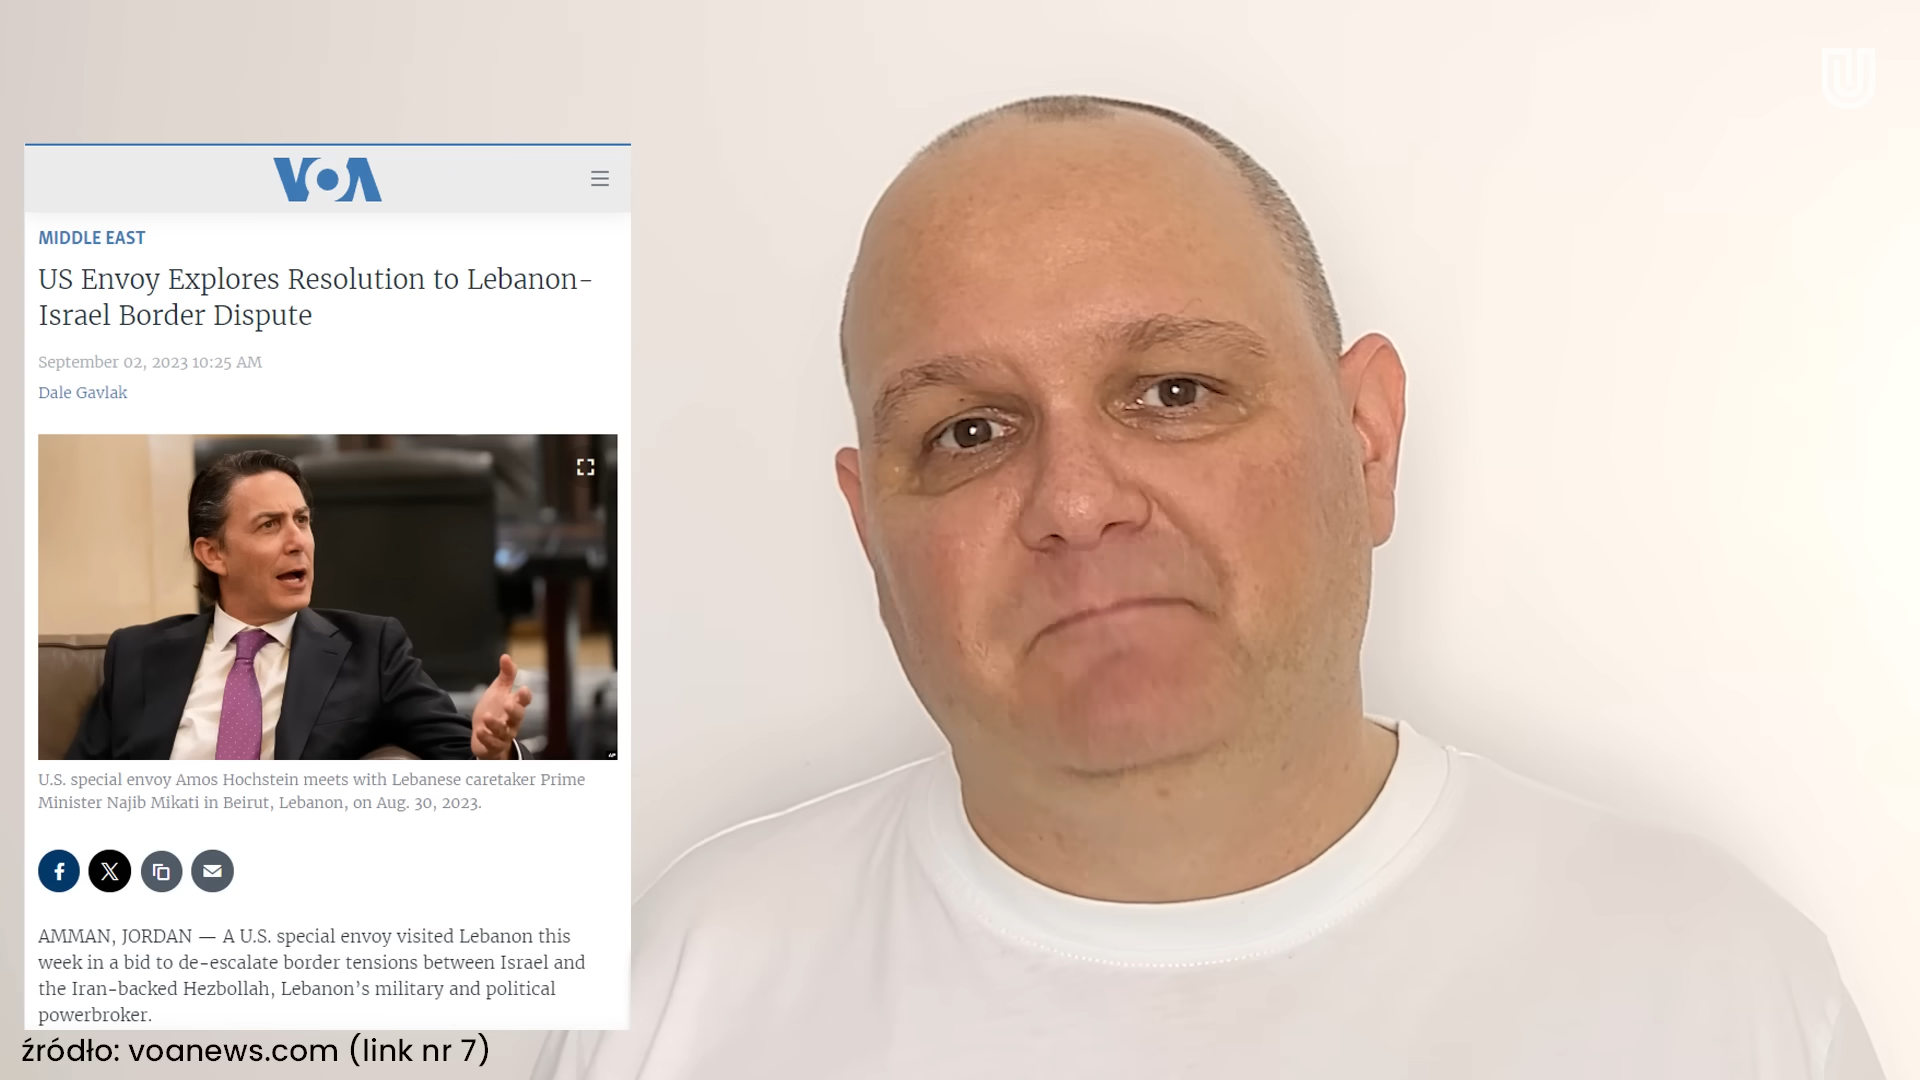 VOA
MIDDLE EAST
US Envoy Explores Resolution to Lebanon-
Israel Border Dispute
September 02, 2023 10:25 AM
Dale Gavlak
AP
U.S. special envoy Amos Hochstein meets with Lebanese caretaker Prime
Minister Najib Mikati in Beirut, Lebanon, on Aug. 30, 2023.
AMMAN, JORDAN — A U.S. special envoy visited Lebanon this
week in a bid to de-escalate border tensions between Israel and
the Iran-backed Hezbollah, Lebanon's military and political
powerbroker.
źródło: voanews.com (link nr 7)